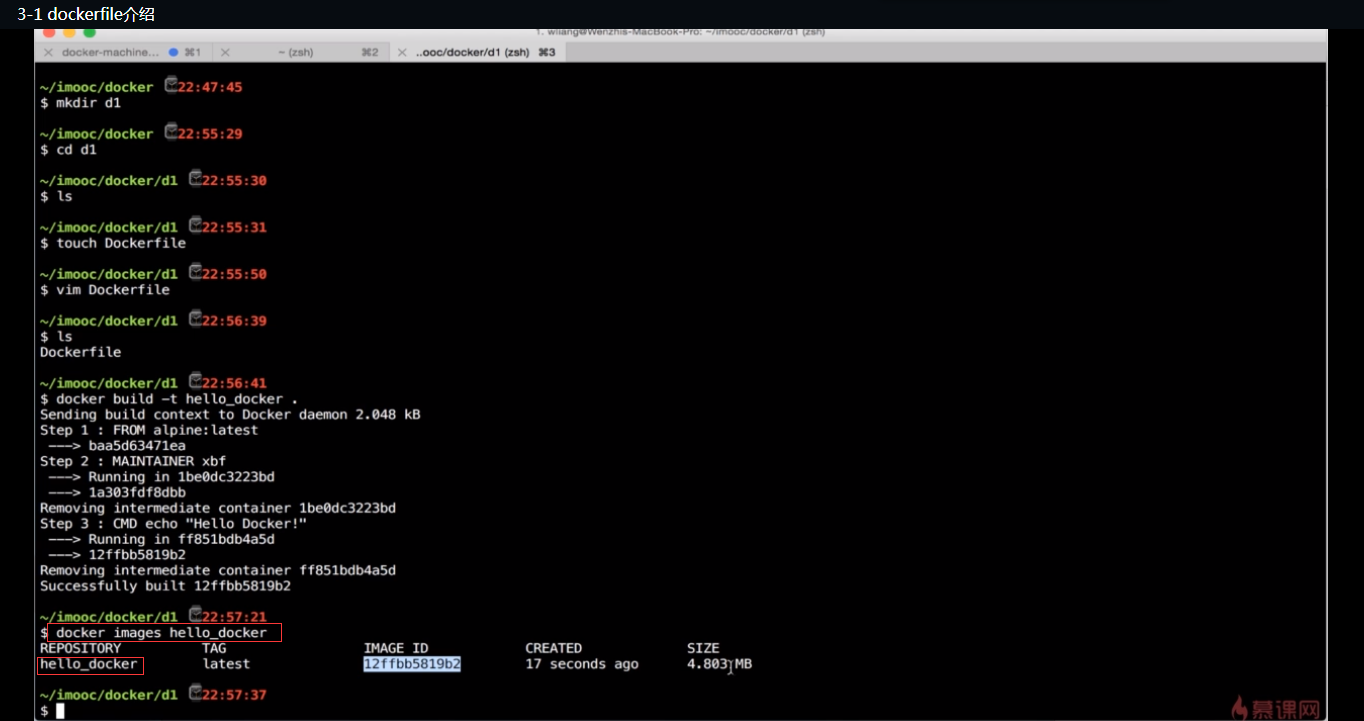 3-1 dockerfile介绍
1. wliang@Wenzhis-MacBook-Pro: ~/imooc/docker/d1 (zsh)
docker-machine... ⌘1 ~ (zsh) ⌘2 ..ooc/docker/d1 (zsh) ⌘3
~/imooc/docker 22:47:45
$ mkdir d1
~/imooc/docker 22:55:29
$ cd d1
~/imooc/docker/d1 22:55:30
$ ls
~/imooc/docker/d1 22:55:31
$ touch Dockerfile
~/imooc/docker/d1 22:55:50
$ vim Dockerfile
~/imooc/docker/d1 22:56:39
$ ls
Dockerfile
~/imooc/docker/d1 22:56:41
$ docker build -t hello_docker .
Sending build context to Docker daemon 2.048 kB
Step 1 : FROM alpine:latest
---> baa5d63471ea
Step 2 : MAINTAINER xbf
---> Running in 1be0dc3223bd
---> 1a303fdf8dbb
Removing intermediate container 1be0dc3223bd
Step 3 : CMD echo "Hello Docker!"
---> Running in ff851bdb4a5d
---> 12ffbb5819b2
Removing intermediate container ff851bdb4a5d
Successfully built 12ffbb5819b2
~/imooc/docker/d1 22:57:21
$ docker images hello_docker
REPOSITORY TAG IMAGE ID CREATED SIZE
hello_docker latest 12ffbb5819b2 17 seconds ago 4.803 MB
~/imooc/docker/d1 22:57:37
$
慕课网